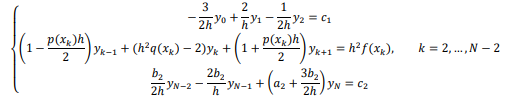 $-\frac{3}{2h}y_0+\frac{2}{h}y_1-\frac{1}{2h}y_2=c_1$
$\left(1-\frac{p(x_k)h}{2}\right)y_{k-1}+(h^2q(x_k)-2)y_k+\left(1+\frac{p(x_k)h}{2}\right)y_{k+1}=h^2f(x_k),\quad k=2,\ldots,N-2$
$\frac{b_2}{2h}y_{N-2}-\frac{2b_2}{h}y_{N-1}+\left(a_2+\frac{3b_2}{2h}\right)y_N=c_2$